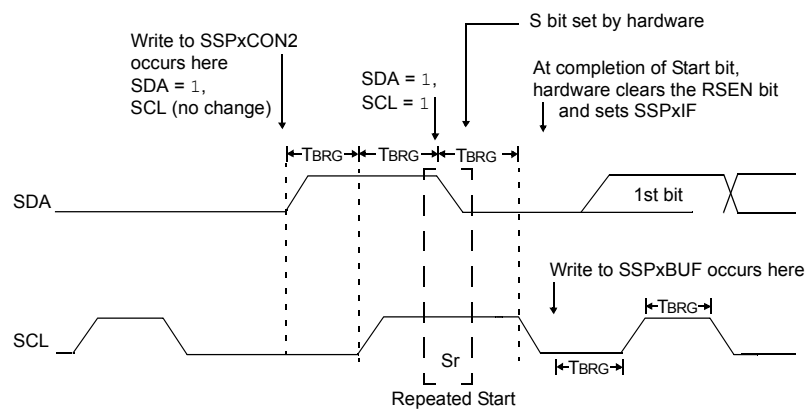 S bit set by hardware
Write to SSPxCON2
occurs here
SDA = 1,
SCL (no change)
SDA = 1,
SCL = 1
At completion of Start bit,
hardware clears the RSEN bit
and sets SSPxIF
TBRG
TBRG
TBRG
SDA
1st bit
Write to SSPxBUF occurs here
TBRG
SCL
Sr
TBRG
Repeated Start